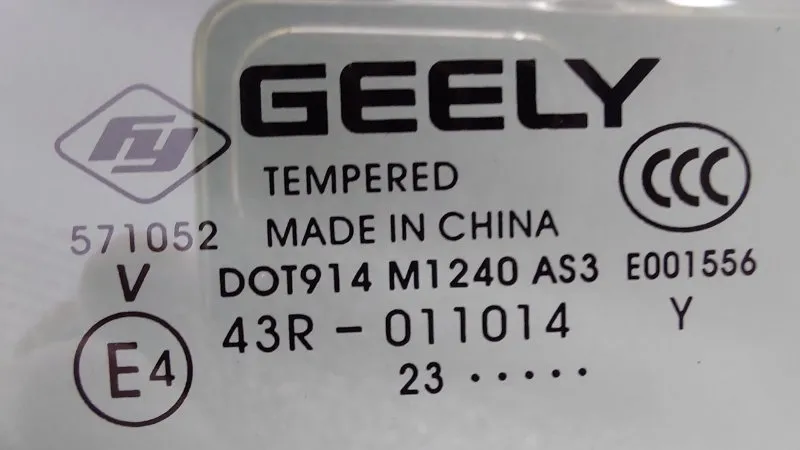 GEELY
FY
TEMPERED
CCC
571052 MADE IN CHINA
V DOT914 M1240 AS3 E001556
E4 43R - 011014 Y
23 •••••